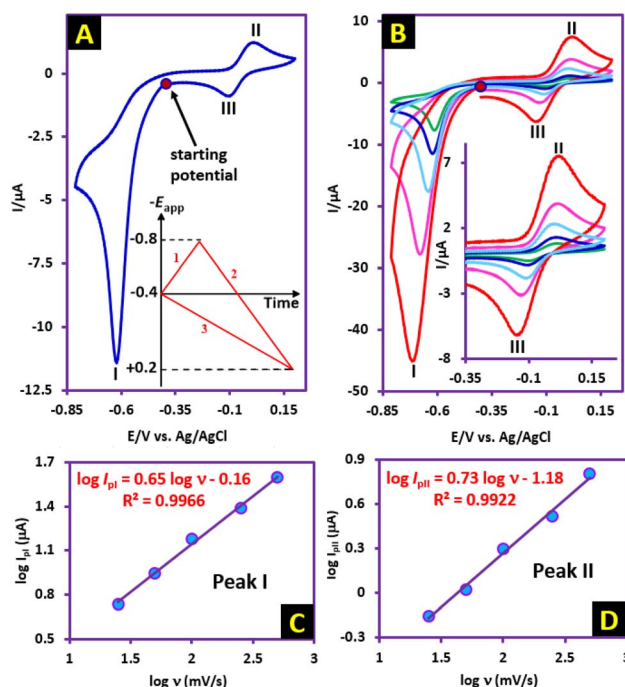 A
II
0
III
-2.5
starting
potential
I/µA
-5
-E app
-0.8
-7.5
1
2
-0.4
Time
3
-10
+0.2
I
-12.5
-0.85
-0.6
-0.35
-0.1
0.15
E/V vs. Ag/AgCl
B
II
10
0
III
-10
7
II
-20
I/µA
2
I/µA
-30
-3
-40
III
I
-8
-0.35
-0.1
0.15
-50
-0.85
-0.6
-0.35
-0.1
0.15
E/V vs. Ag/AgCl
1.7
log IpI = 0.65 log ν - 0.16
R² = 0.9966
1.4
log IpI (µA)
1.1
Peak I
0.8
C
0.5
1
1.5
2
2.5
3
log ν (mV/s)
0.9
log IpII = 0.73 log ν - 1.18
R² = 0.9922
0.6
log IpII (µA)
0.3
Peak II
0
D
-0.3
1
1.5
2
2.5
3
log ν (mV/s)